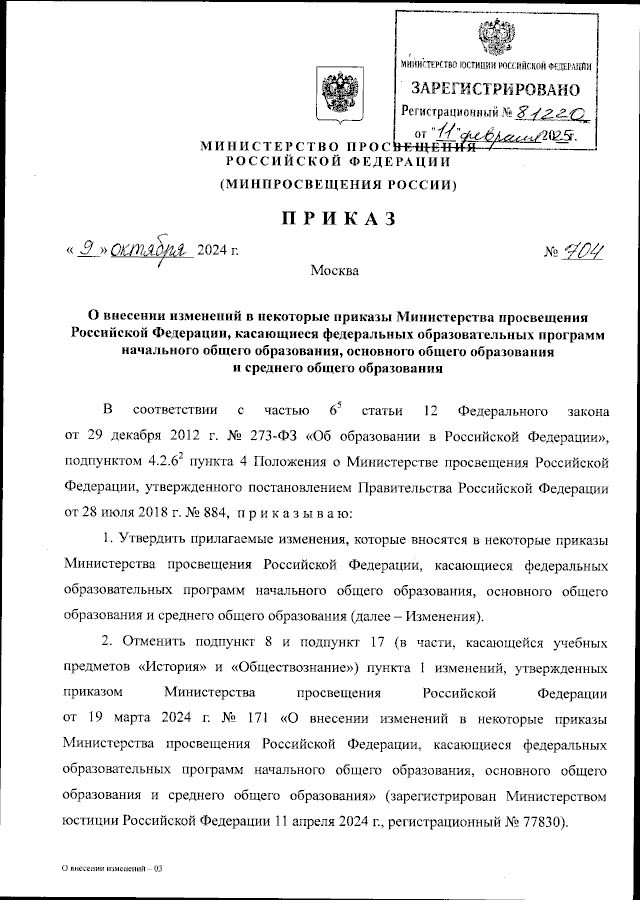 МИНИСТЕРСТВО ЮСТИЦИИ РОССИЙСКОЙ ФЕДЕРАЦИИ
ЗАРЕГИСТРИРОВАНО
Регистрационный № 81220
от "11" февраля 2025г.
МИНИСТЕРСТВО ПРОСВЕЩЕНИЯ
РОССИЙСКОЙ ФЕДЕРАЦИИ
(МИНПРОСВЕЩЕНИЯ РОССИИ)
ПРИКАЗ
« 9 » октября 2024 г. № 704
Москва
О внесении изменений в некоторые приказы Министерства просвещения
Российской Федерации, касающиеся федеральных образовательных программ
начального общего образования, основного общего образования
и среднего общего образования
В соответствии с частью 6⁵ статьи 12 Федерального закона
от 29 декабря 2012 г. № 273-ФЗ «Об образовании в Российской Федерации»,
подпунктом 4.2.6² пункта 4 Положения о Министерстве просвещения Российской
Федерации, утвержденного постановлением Правительства Российской Федерации
от 28 июля 2018 г. № 884, п р и к а з ы в а ю:
1. Утвердить прилагаемые изменения, которые вносятся в некоторые приказы
Министерства просвещения Российской Федерации, касающиеся федеральных
образовательных программ начального общего образования, основного общего
образования и среднего общего образования (далее – Изменения).
2. Отменить подпункт 8 и подпункт 17 (в части, касающейся учебных
предметов «История» и «Обществознание») пункта 1 изменений, утвержденных
приказом Министерства просвещения Российской Федерации
от 19 марта 2024 г. № 171 «О внесении изменений в некоторые приказы
Министерства просвещения Российской Федерации, касающиеся федеральных
образовательных программ начального общего образования, основного общего
образования и среднего общего образования» (зарегистрирован Министерством
юстиции Российской Федерации 11 апреля 2024 г., регистрационный № 77830).
О внесении изменений – 03